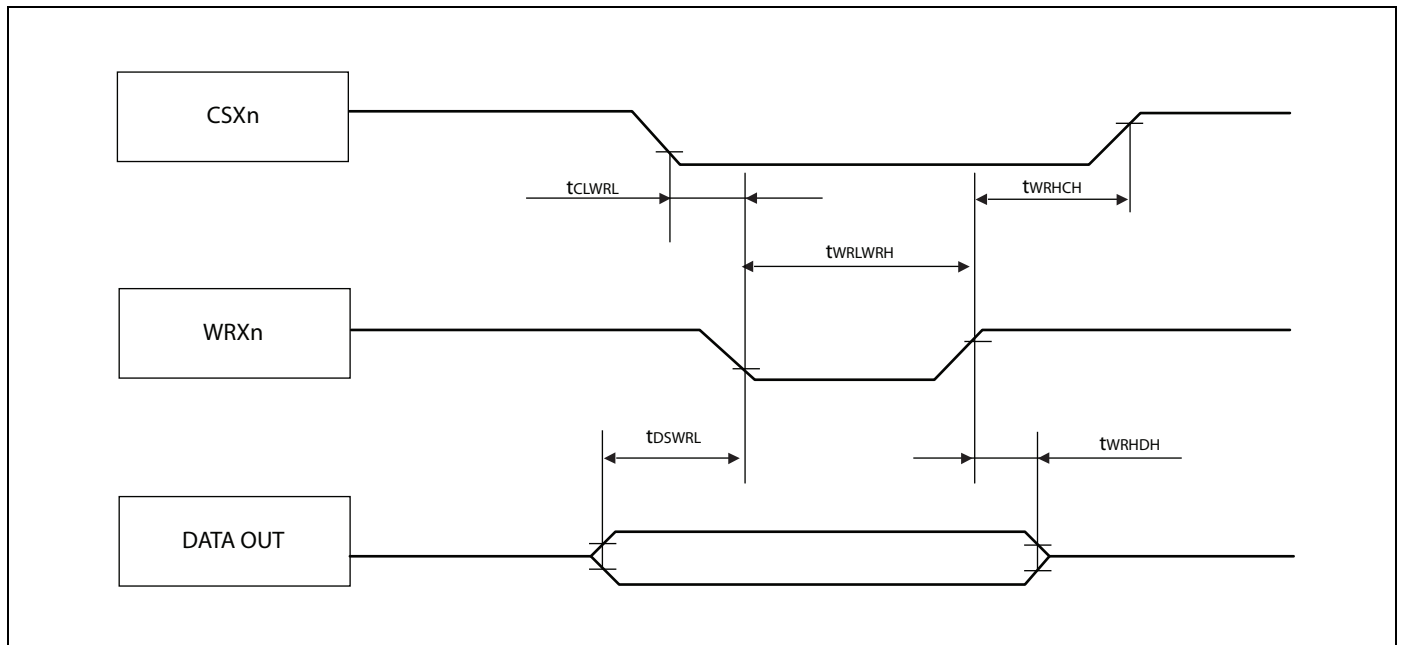 CSXn
tCLWRL
tWRHCH
tWRLWRH
WRXn
tDSWRL
tWRHDH
DATA OUT